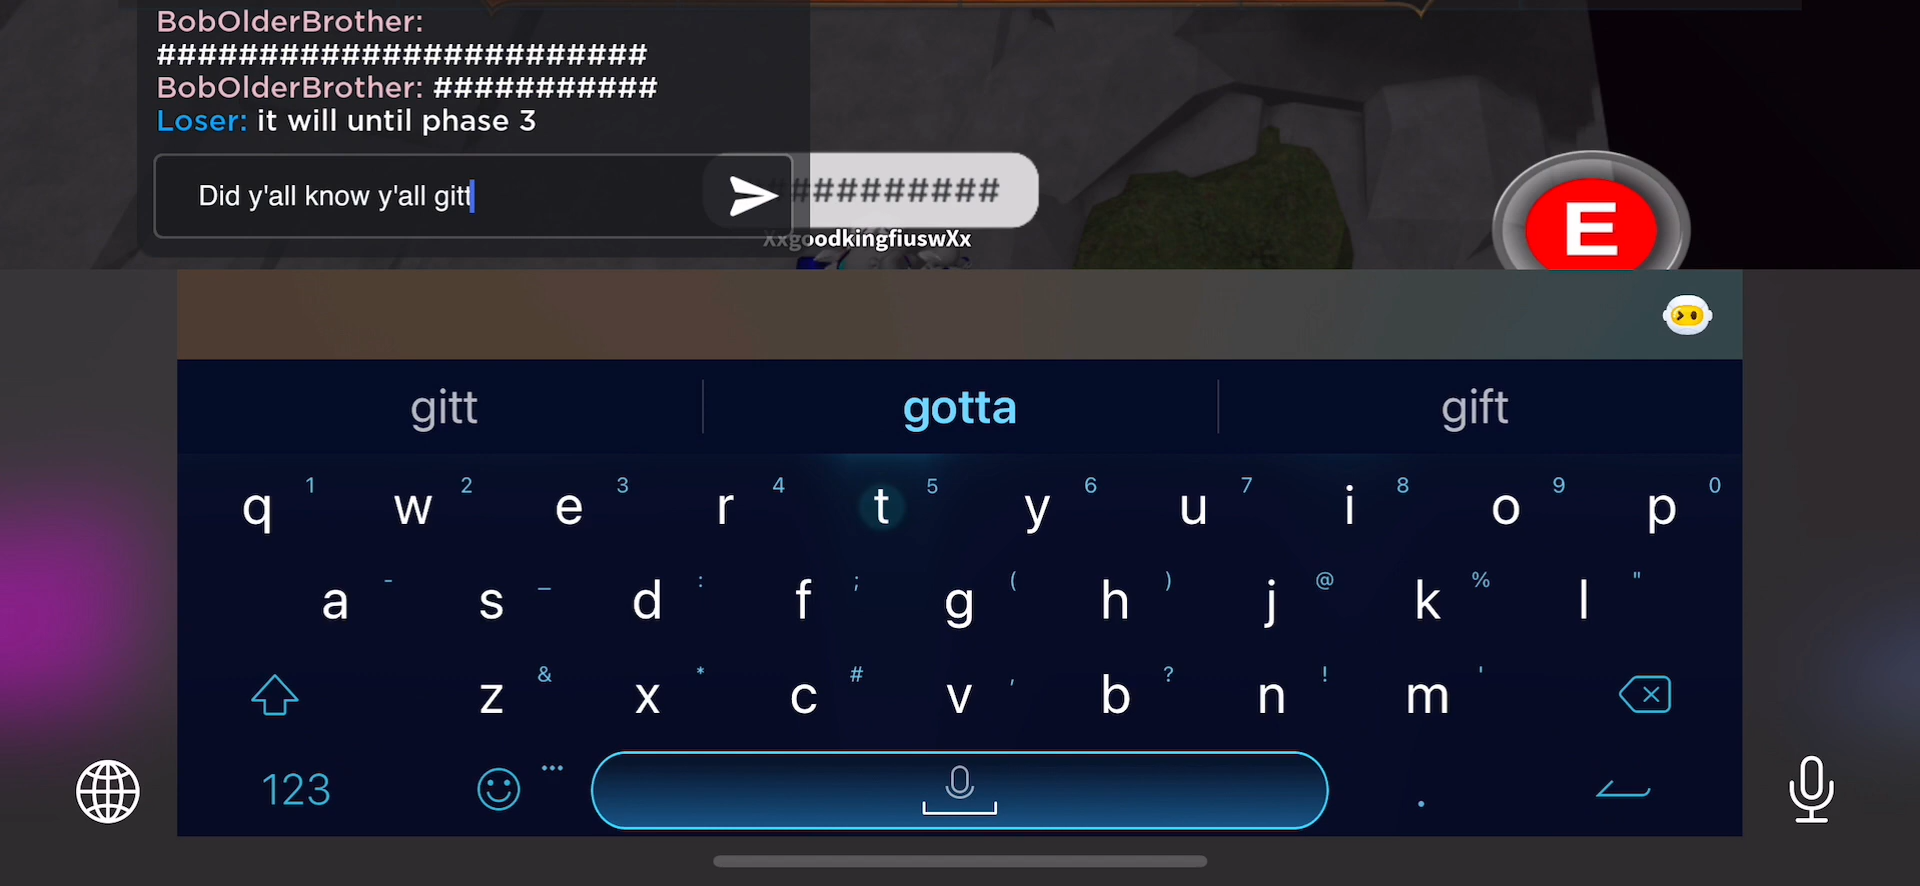 BobOlderBrother:
########################
BobOlderBrother: ###########
Loser: it will until phase 3
Did y'all know y'all gitt
##########
XxgoodkingfiuswXx
E
gitt gotta gift
q 1 w 2 e 3 r 4 t 5 y 6 u 7 i 8 o 9 p 0
a - s _ d : f ; g ( h ) j @ k % l "
z & x * c # v , b ? n ! m '
123 ... .